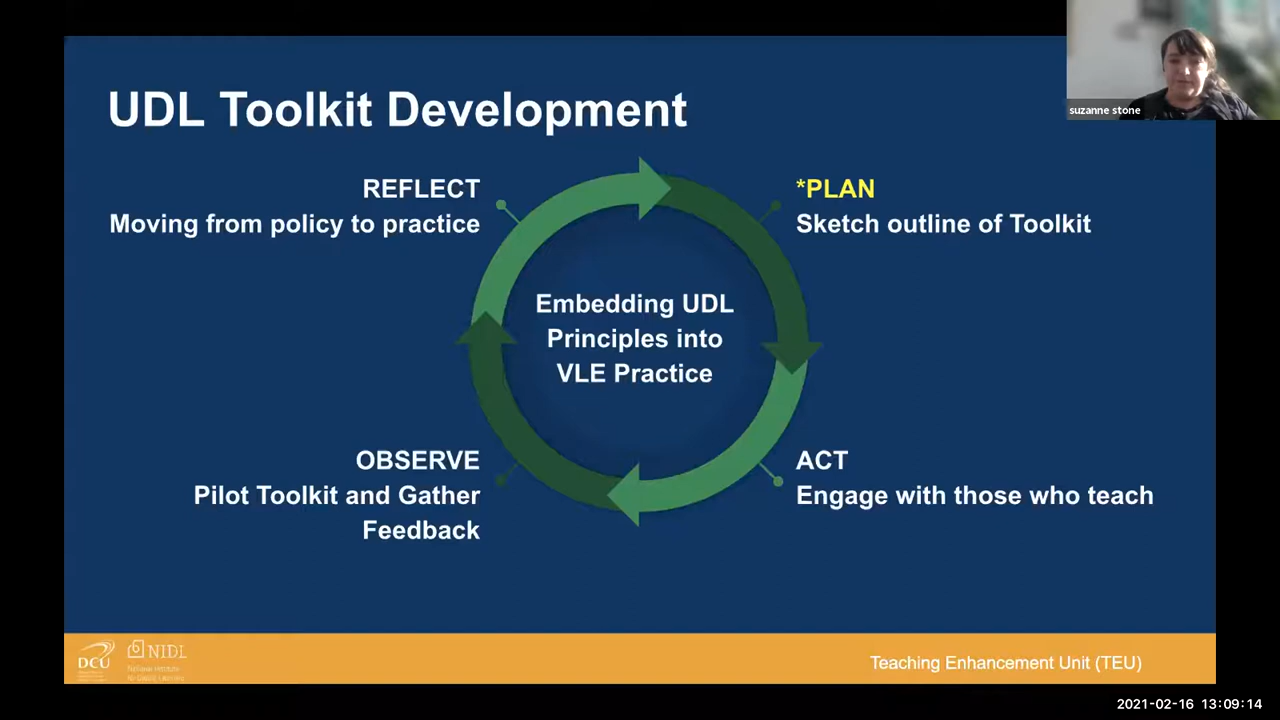 suzanne stone
UDL Toolkit Development
REFLECT
Moving from policy to practice
*PLAN
Sketch outline of Toolkit
Embedding UDL
Principles into
VLE Practice
OBSERVE
Pilot Toolkit and Gather
Feedback
ACT
Engage with those who teach
DCU
NIDL
Teaching Enhancement Unit (TEU)
2021-02-16 13:09:14